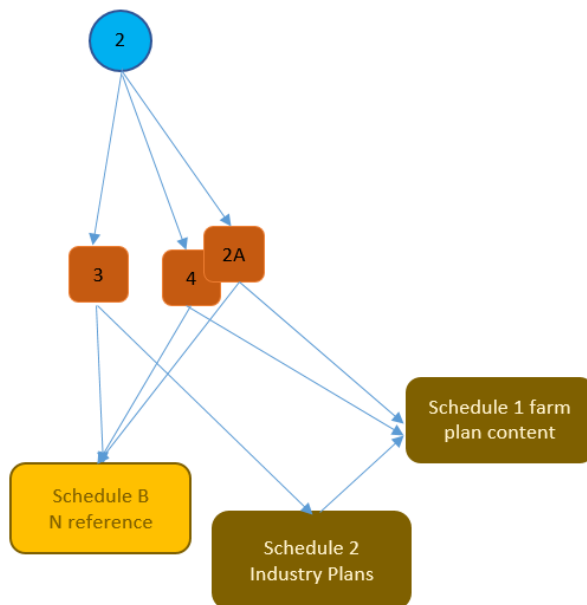 2
3
4
2A
Schedule 1 farm
plan content
Schedule B
N reference
Schedule 2
Industry Plans